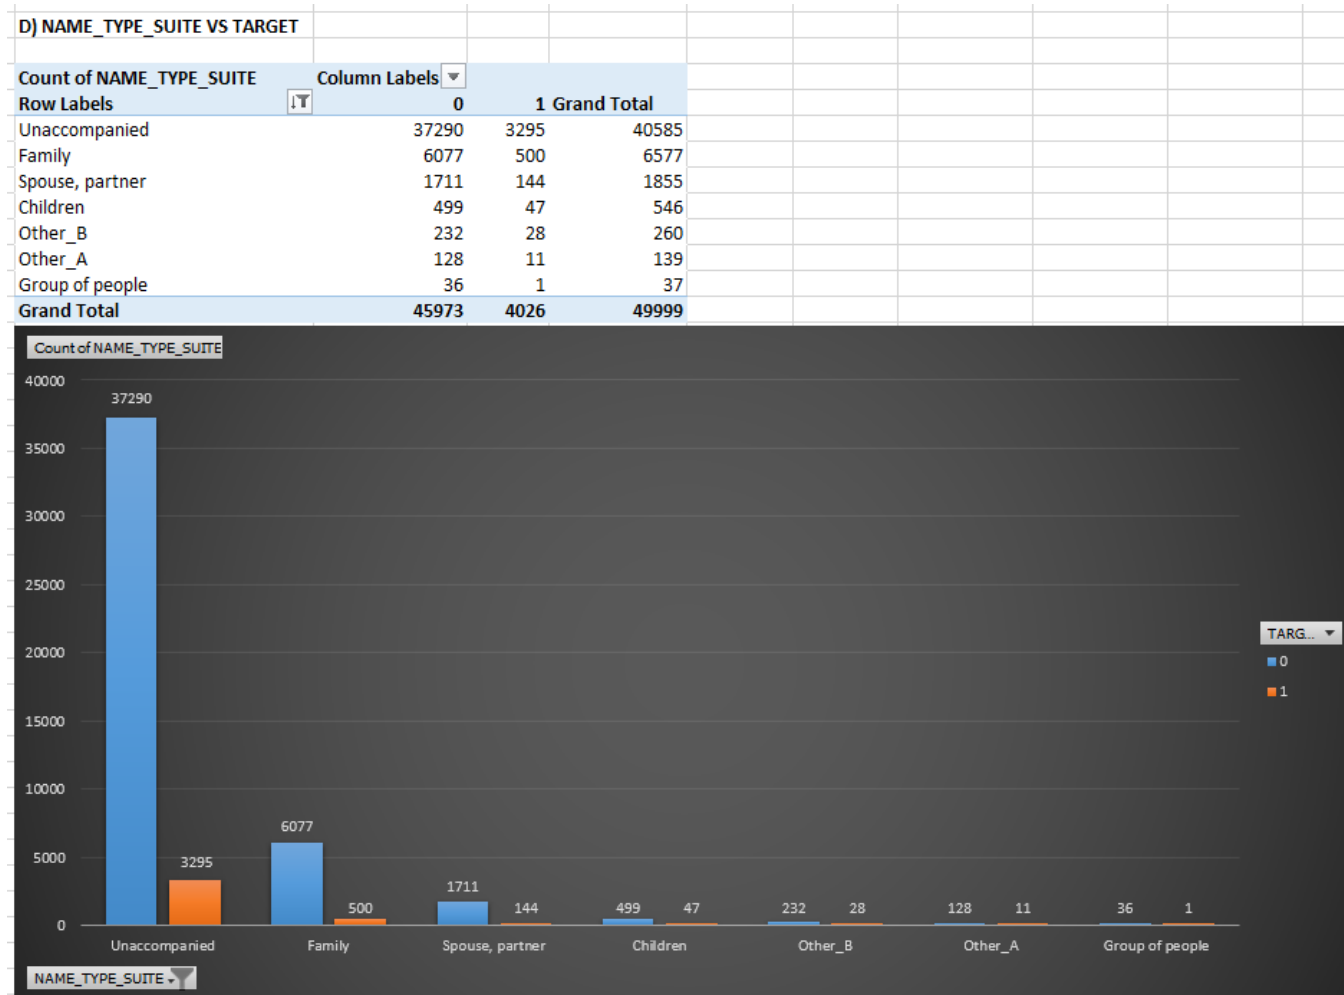 D) NAME_TYPE_SUITE VS TARGET
Count of NAME_TYPE_SUITE Column Labels
Row Labels 0 1 Grand Total
Unaccompanied 37290 3295 40585
Family 6077 500 6577
Spouse, partner 1711 144 1855
Children 499 47 546
Other_B 232 28 260
Other_A 128 11 139
Group of people 36 1 37
Grand Total 45973 4026 49999
Count of NAME_TYPE_SUITE
40000
37290
35000
30000
25000
20000
15000
10000
5000
0
3295
6077
500
1711
144
499
47
232
28
128
11
36
1
Unaccompanied Family Spouse, partner Children Other_B Other_A Group of people
TARG...
0
1
NAME_TYPE_SUITE